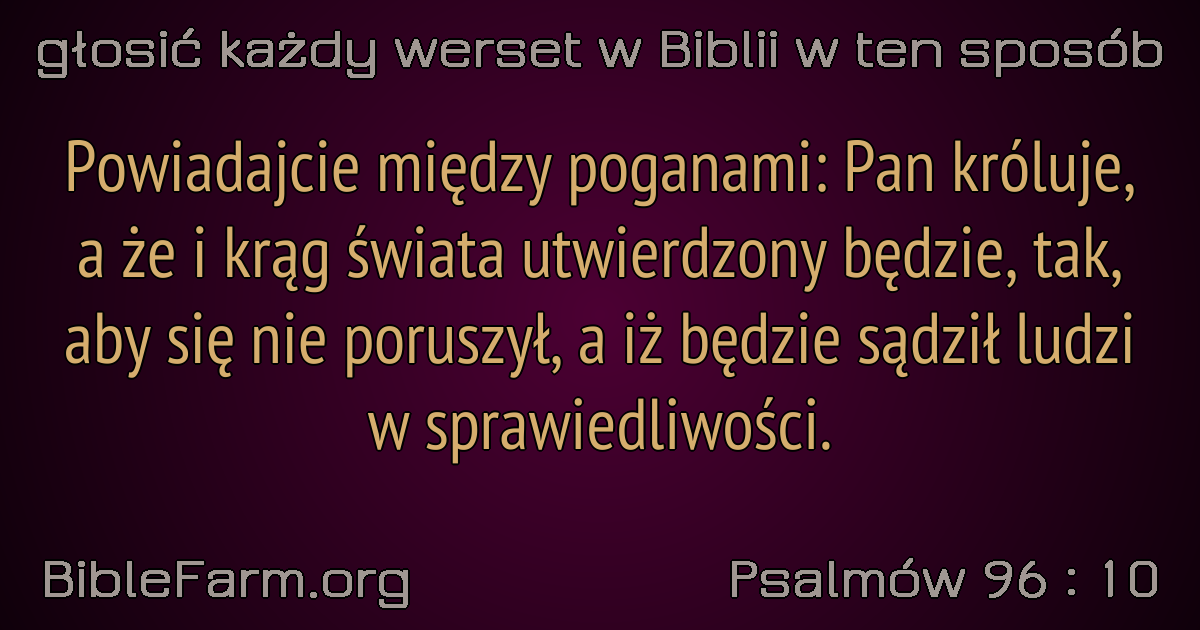 głosić każdy werset w Biblii w ten sposób
Powiadajcie między poganami: Pan króluje,
a że i krąg świata utwierdzony będzie, tak,
aby się nie poruszył, a iż będzie sądził ludzi
w sprawiedliwości.
BibleFarm.org
Psalmów 96 : 10